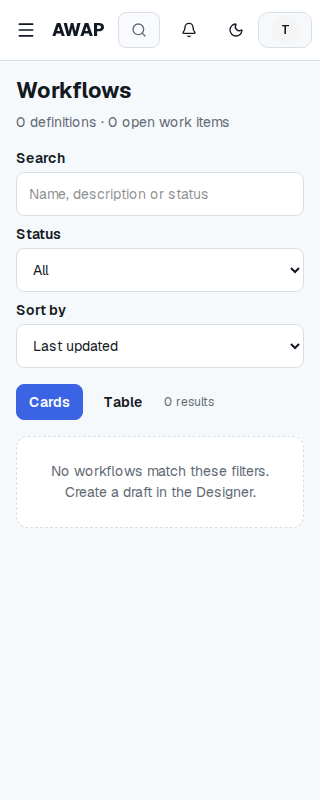 AWAP
T
Workflows
0 definitions · 0 open work items
Search
Name, description or status
Status
All
Sort by
Last updated
Cards
Table
0 results
No workflows match these filters.
Create a draft in the Designer.